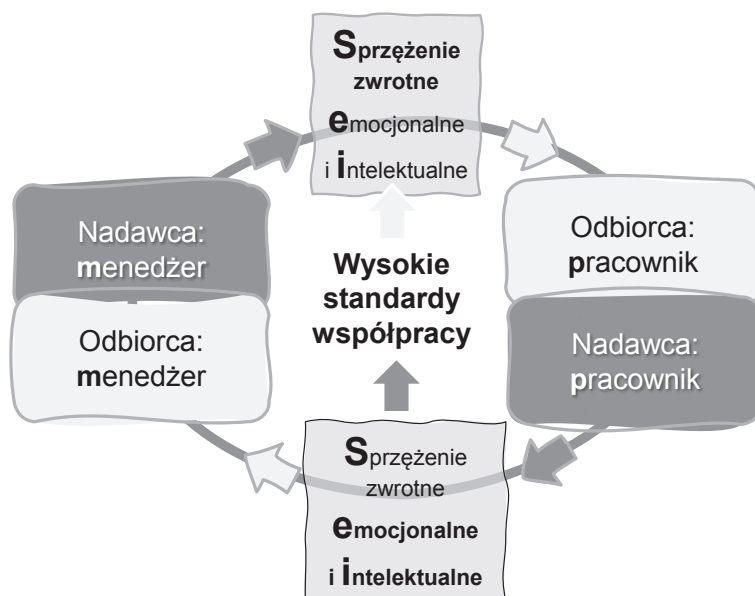 Sprzężenie
zwrotne
emocjonalne
i intelektualne
Nadawca:
menedżer
Odbiorca:
menedżer
Wysokie
standardy
współpracy
Odbiorca:
pracownik
Nadawca:
pracownik
Sprzężenie
zwrotne
emocjonalne
i intelektualne